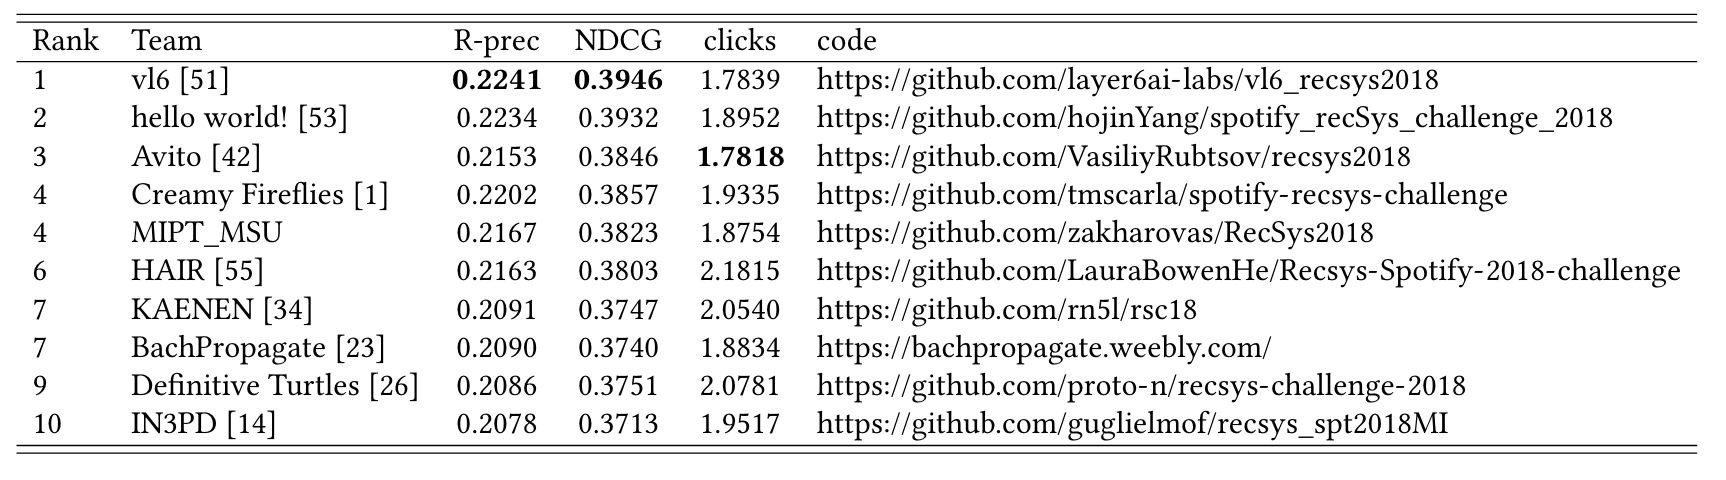 Rank Team R-prec NDCG clicks code
1 vl6 [51] 0.2241 0.3946 1.7839 https://github.com/layer6ai-labs/vl6_recsys2018
2 hello world! [53] 0.2234 0.3932 1.8952 https://github.com/hojinYang/spotify_recSys_challenge_2018
3 Avito [42] 0.2153 0.3846 1.7818 https://github.com/VasiliyRubtsov/recsys2018
4 Creamy Fireflies [1] 0.2202 0.3857 1.9335 https://github.com/tmscarla/spotify-recsys-challenge
4 MIPT_MSU 0.2167 0.3823 1.8754 https://github.com/zakharovas/RecSys2018
6 HAIR [55] 0.2163 0.3803 2.1815 https://github.com/LauraBowenHe/Recsys-Spotify-2018-challenge
7 KAENEN [34] 0.2091 0.3747 2.0540 https://github.com/rn5l/rsc18
7 BachPropagate [23] 0.2090 0.3740 1.8834 https://bachpropagate.weebly.com/
9 Definitive Turtles [26] 0.2086 0.3751 2.0781 https://github.com/proto-n/recsys-challenge-2018
10 IN3PD [14] 0.2078 0.3713 1.9517 https://github.com/guglielmof/recsys_spt2018MI